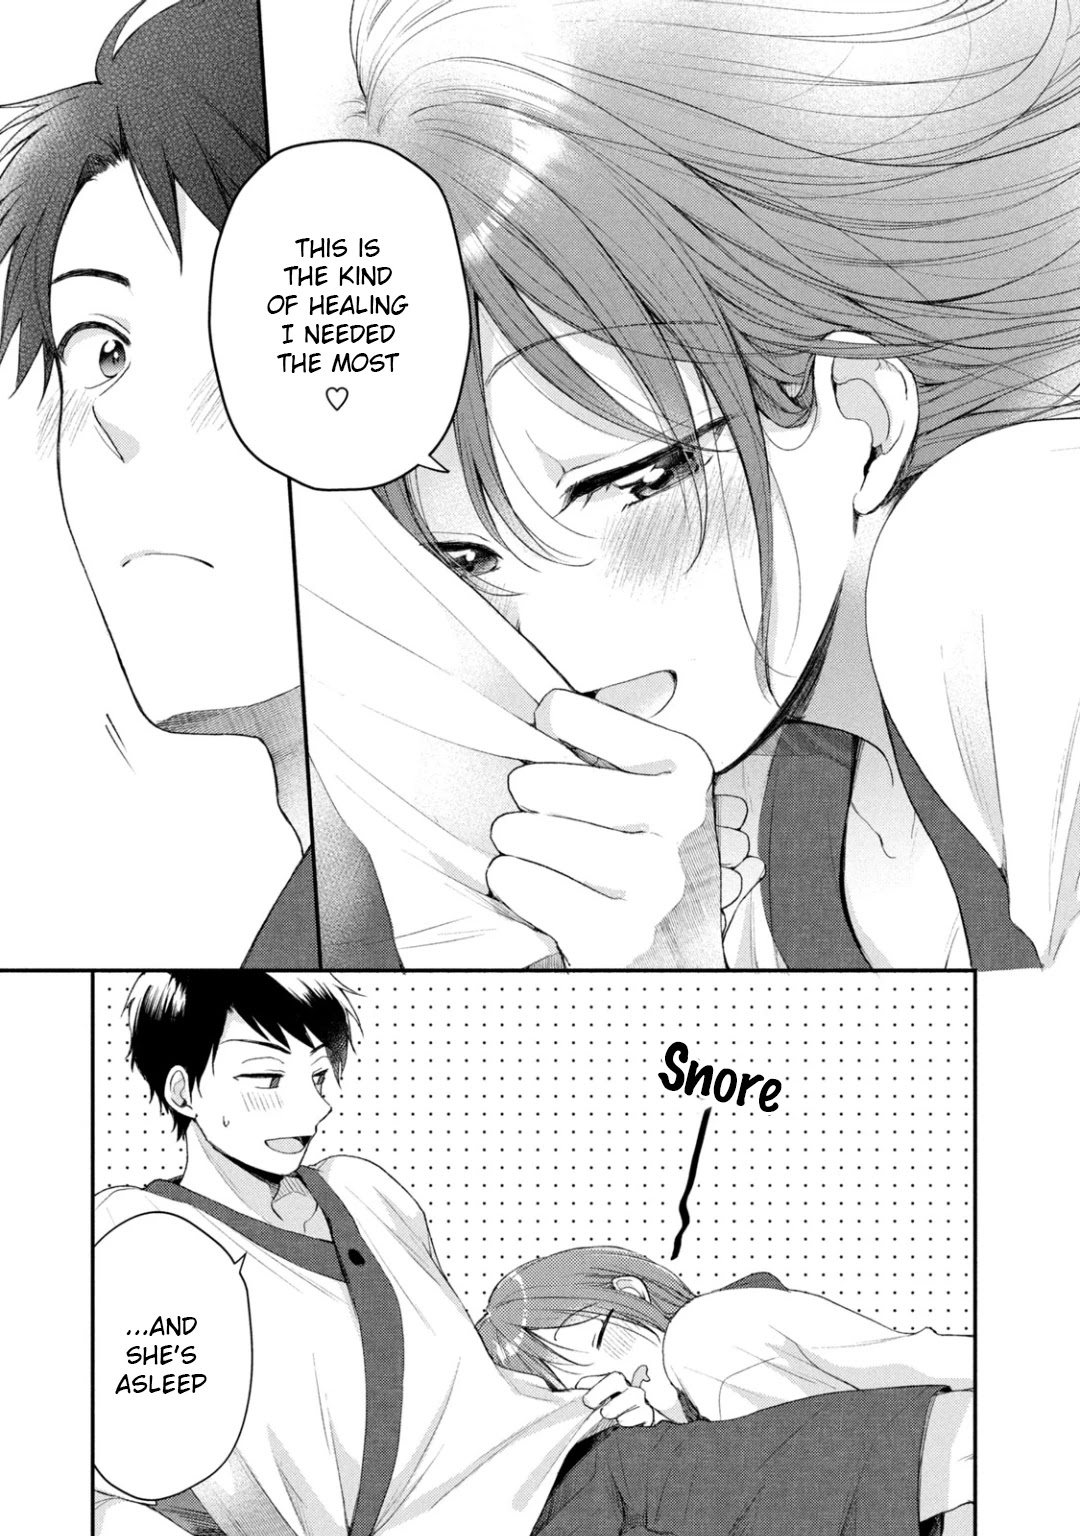 THIS IS
THE KIND
OF HEALING
I NEEDED
THE MOST
♡
Snore
...AND
SHE'S
ASLEEP